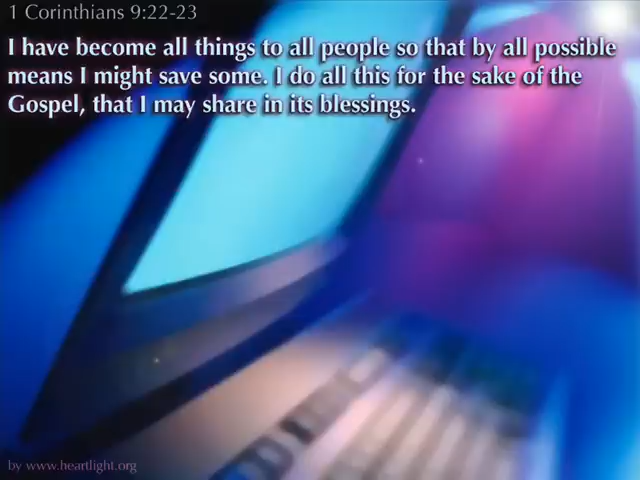 1 Corinthians 9:22-23
I have become all things to all people so that by all possible
means I might save some. I do all this for the sake of the
Gospel, that I may share in its blessings.
by www.heartlight.org